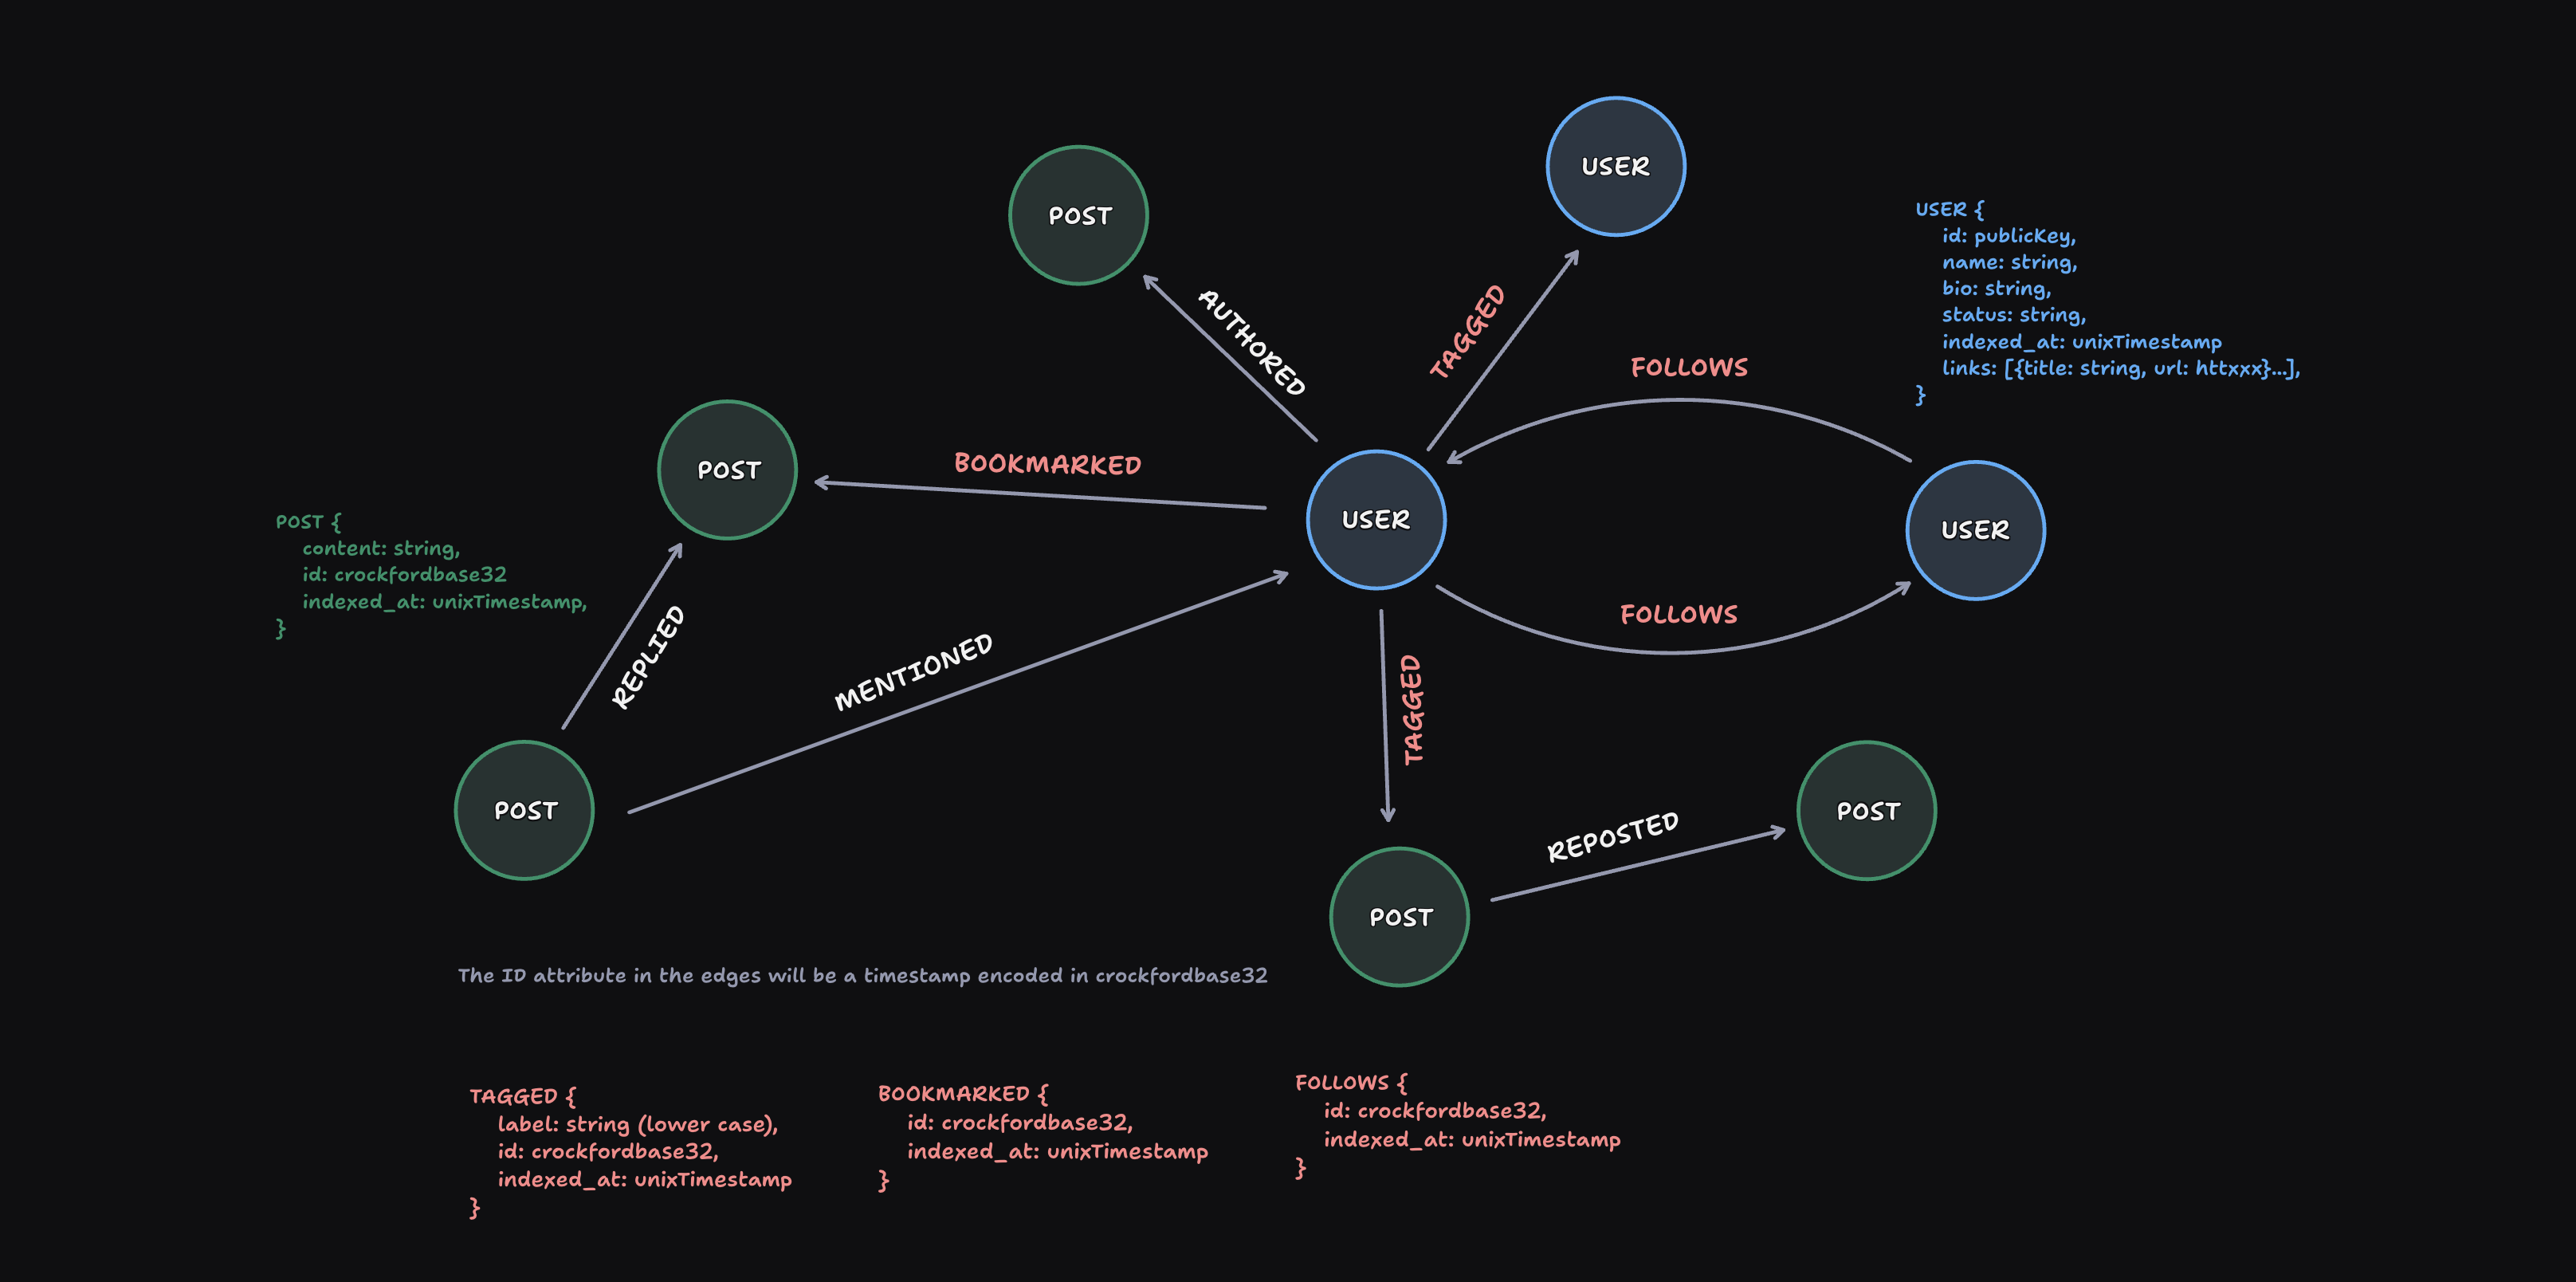 USER
POST
AUTHORED
TAGGED
USER {
id: publicKey,
name: string,
bio: string,
status: string,
indexed_at: unixTimestamp
links: [{title: string, url: httxxx}...],
}
FOLLOWS
BOOKMARKED
POST
USER
USER
POST {
content: string,
id: crockfordbase32
indexed_at: unixTimestamp,
}
REPLIED
MENTIONED
FOLLOWS
TAGGED
POST
REPOSTED
POST
POST
The ID attribute in the edges will be a timestamp encoded in crockfordbase32
TAGGED {
label: string (lower case),
id: crockfordbase32,
indexed_at: unixTimestamp
}
BOOKMARKED {
id: crockfordbase32,
indexed_at: unixTimestamp
}
FOLLOWS {
id: crockfordbase32,
indexed_at: unixTimestamp
}